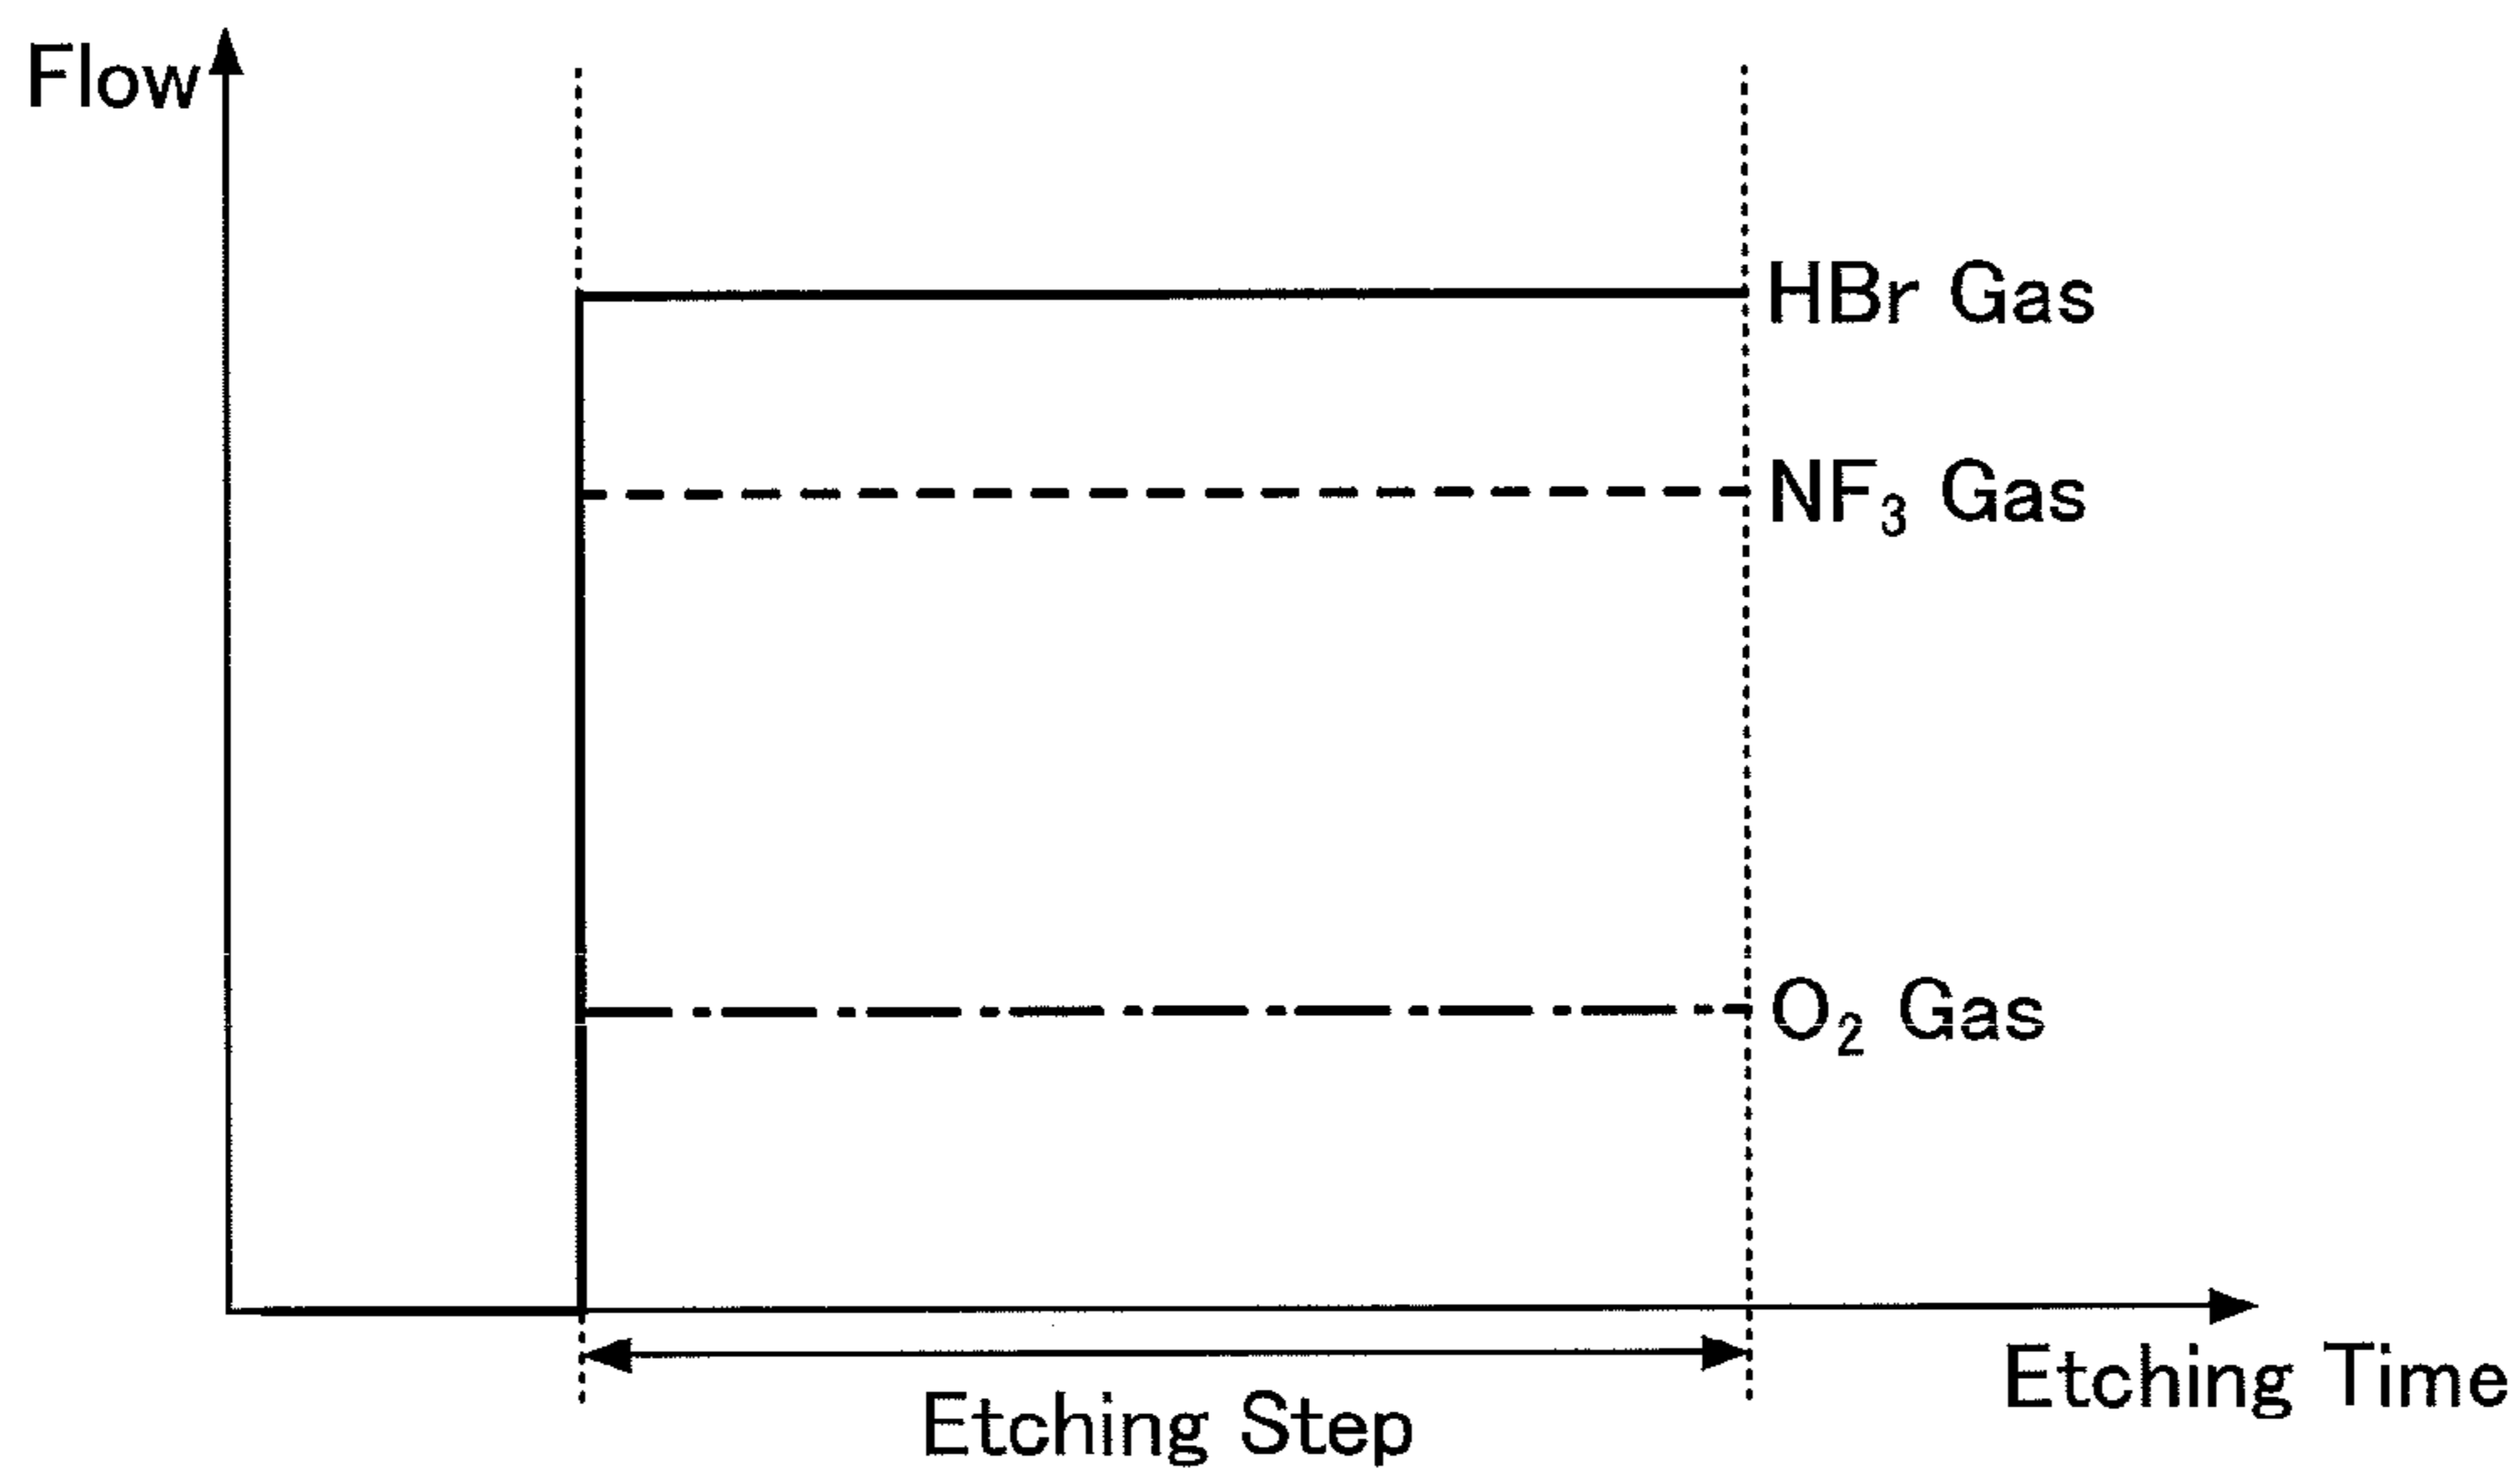 Flow
HBr Gas
NF₃ Gas
O₂ Gas
Etching Time
Etching Step